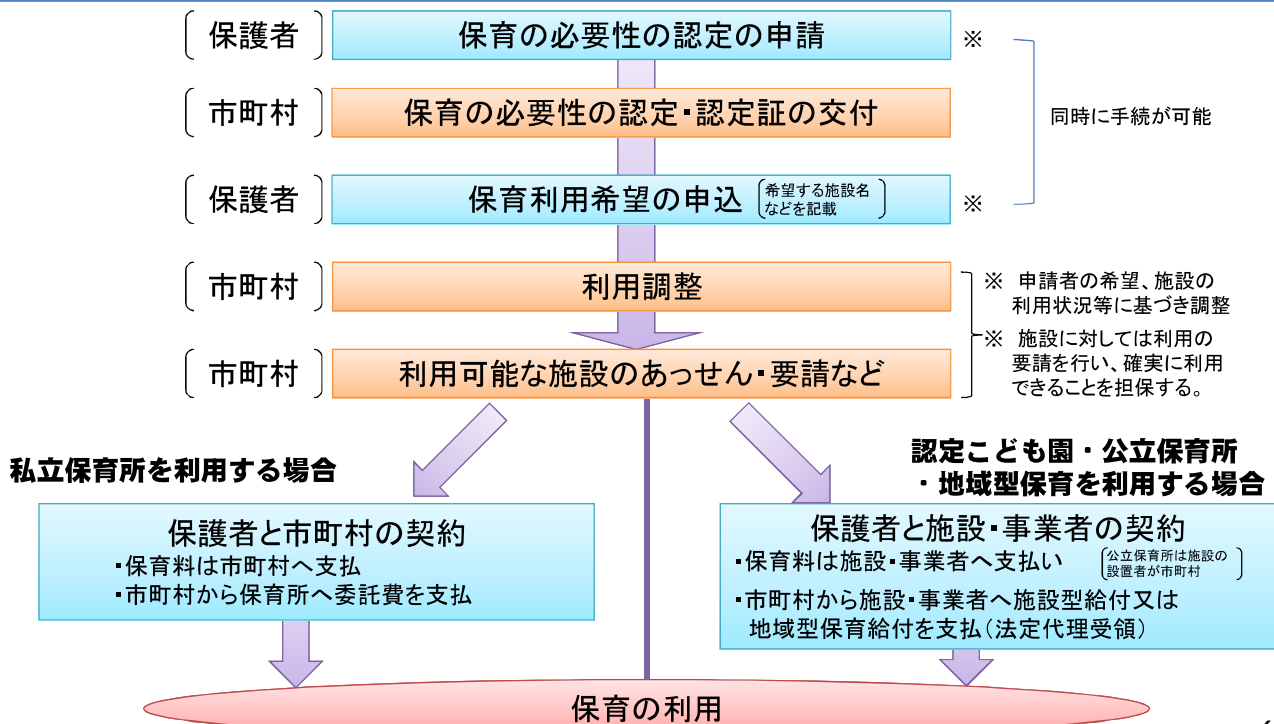 保護者
保育の必要性の認定の申請
※
市町村
保育の必要性の認定・認定証の交付
同時に手続が可能
保護者
保育利用希望の申込
希望する施設名
などを記載
※
市町村
利用調整
※ 申請者の希望、施設の
利用状況等に基づき調整
※ 施設に対しては利用の
要請を行い、確実に利用
できることを担保する。
市町村
利用可能な施設のあっせん・要請など
私立保育所を利用する場合
保護者と市町村の契約
・保育料は市町村へ支払
・市町村から保育所へ委託費を支払
認定こども園・公立保育所
・地域型保育を利用する場合
保護者と施設・事業者の契約
・保育料は施設・事業者へ支払い
公立保育所は施設の
設置者が市町村
・市町村から施設・事業者へ施設型給付又は
地域型保育給付を支払(法定代理受領)
保育の利用